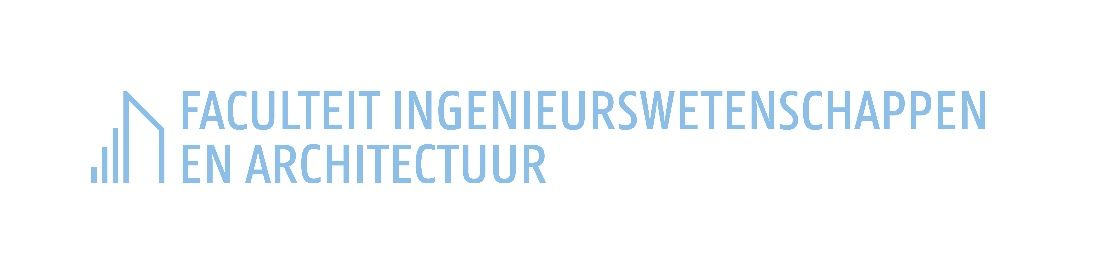 FACULTEIT INGENIEURSWETENSCHAPPEN
EN ARCHITECTUUR